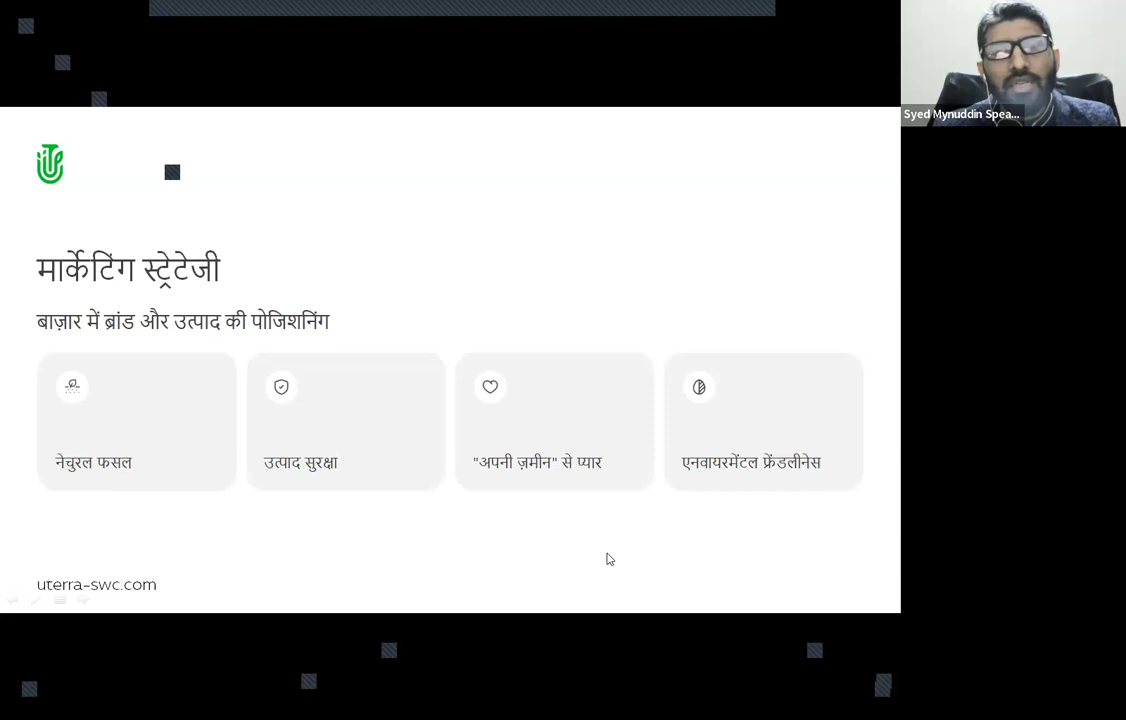 Syed Mynuddin Spea...
मार्केटिंग स्ट्रेटेजी
बाज़ार में ब्रांड और उत्पाद की पोजिशनिंग
नेचुरल फसल
उत्पाद सुरक्षा
"अपनी ज़मीन" से प्यार
एनवायरमेंटल फ्रेंडलीनेस
uterra-swc.com